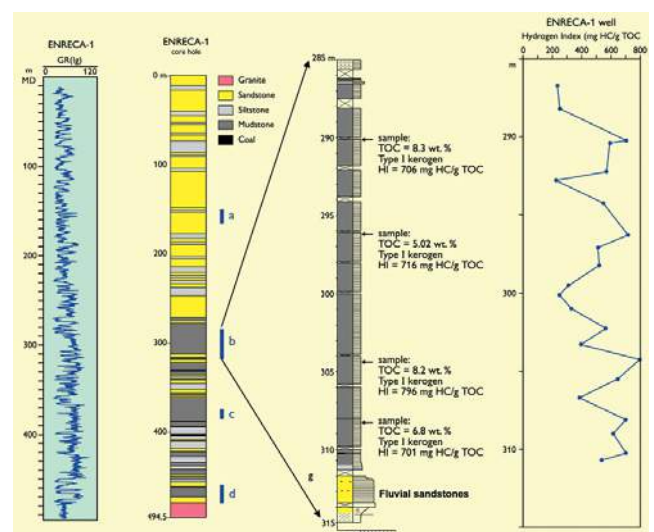 ENRECA-1
GR(Ig)
m 0 120
MD
100
200
300
400
ENRECA-1
core hole
0 m
100
200
300
400
494.5
Granite
Sandstone
Siltstone
Mudstone
Coal
a
b
c
d
285 m
290
295
300
305
310
315
sample:
TOC = 8.3 wt. %
Type I kerogen
HI = 706 mg HC/g TOC
sample:
TOC = 5.02 wt. %
Type I kerogen
HI = 716 mg HC/g TOC
sample:
TOC = 8.2 wt. %
Type I kerogen
HI = 796 mg HC/g TOC
sample:
TOC = 6.8 wt. %
Type I kerogen
HI = 701 mg HC/g TOC
Fluvial sandstones
ENRECA-1 well
Hydrogen Index (mg HC/g TOC
0 200 400 600 800
m
290
300
310